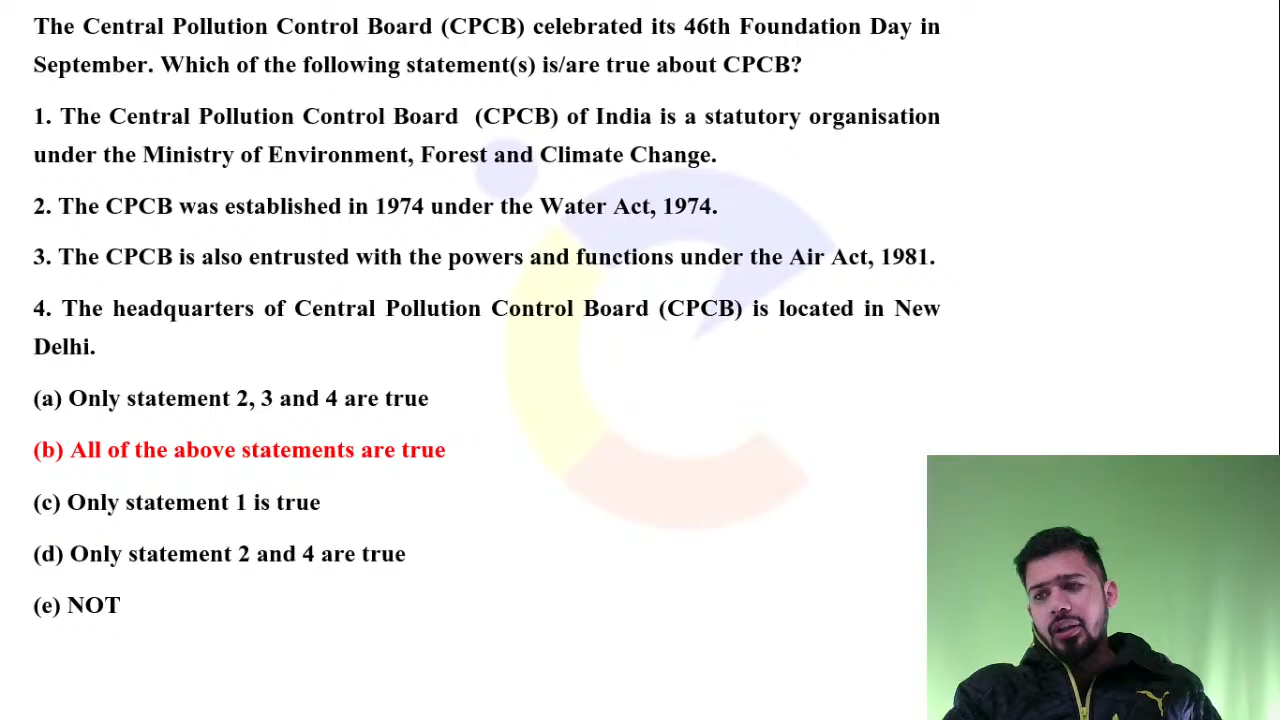 The Central Pollution Control Board (CPCB) celebrated its 46th Foundation Day in
September. Which of the following statement(s) is/are true about CPCB?
1. The Central Pollution Control Board (CPCB) of India is a statutory organisation
under the Ministry of Environment, Forest and Climate Change.
2. The CPCB was established in 1974 under the Water Act, 1974.
3. The CPCB is also entrusted with the powers and functions under the Air Act, 1981.
4. The headquarters of Central Pollution Control Board (CPCB) is located in New
Delhi.
(a) Only statement 2, 3 and 4 are true
(b) All of the above statements are true
(c) Only statement 1 is true
(d) Only statement 2 and 4 are true
(e) NOT